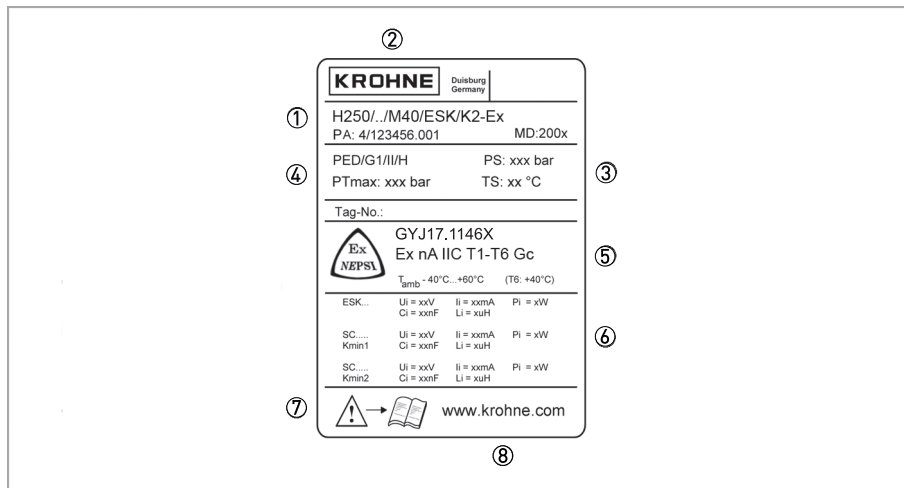 ②
KROHNE Duisburg Germany
① H250/../M40/ESK/K2-Ex
PA: 4/123456.001 MD:200x
④ PED/G1/II/H PS: xxx bar ③
PTmax: xxx bar TS: xx °C
Tag-No.:
Ex NEPSI
GYJ17.1146X
Ex nA IIC T1-T6 Gc ⑤
Tamb - 40°C...+60°C (T6: +40°C)
ESK... Ui = xxV Ii = xxmA Pi = xW
Ci = xxnF Li = xuH
SC..... Ui = xxV Ii = xxmA Pi = xW ⑥
Kmin1 Ci = xxnF Li = xuH
SC..... Ui = xxV Ii = xxmA Pi = xW
Kmin2 Ci = xxnF Li = xuH
⑦ www.krohne.com
⑧